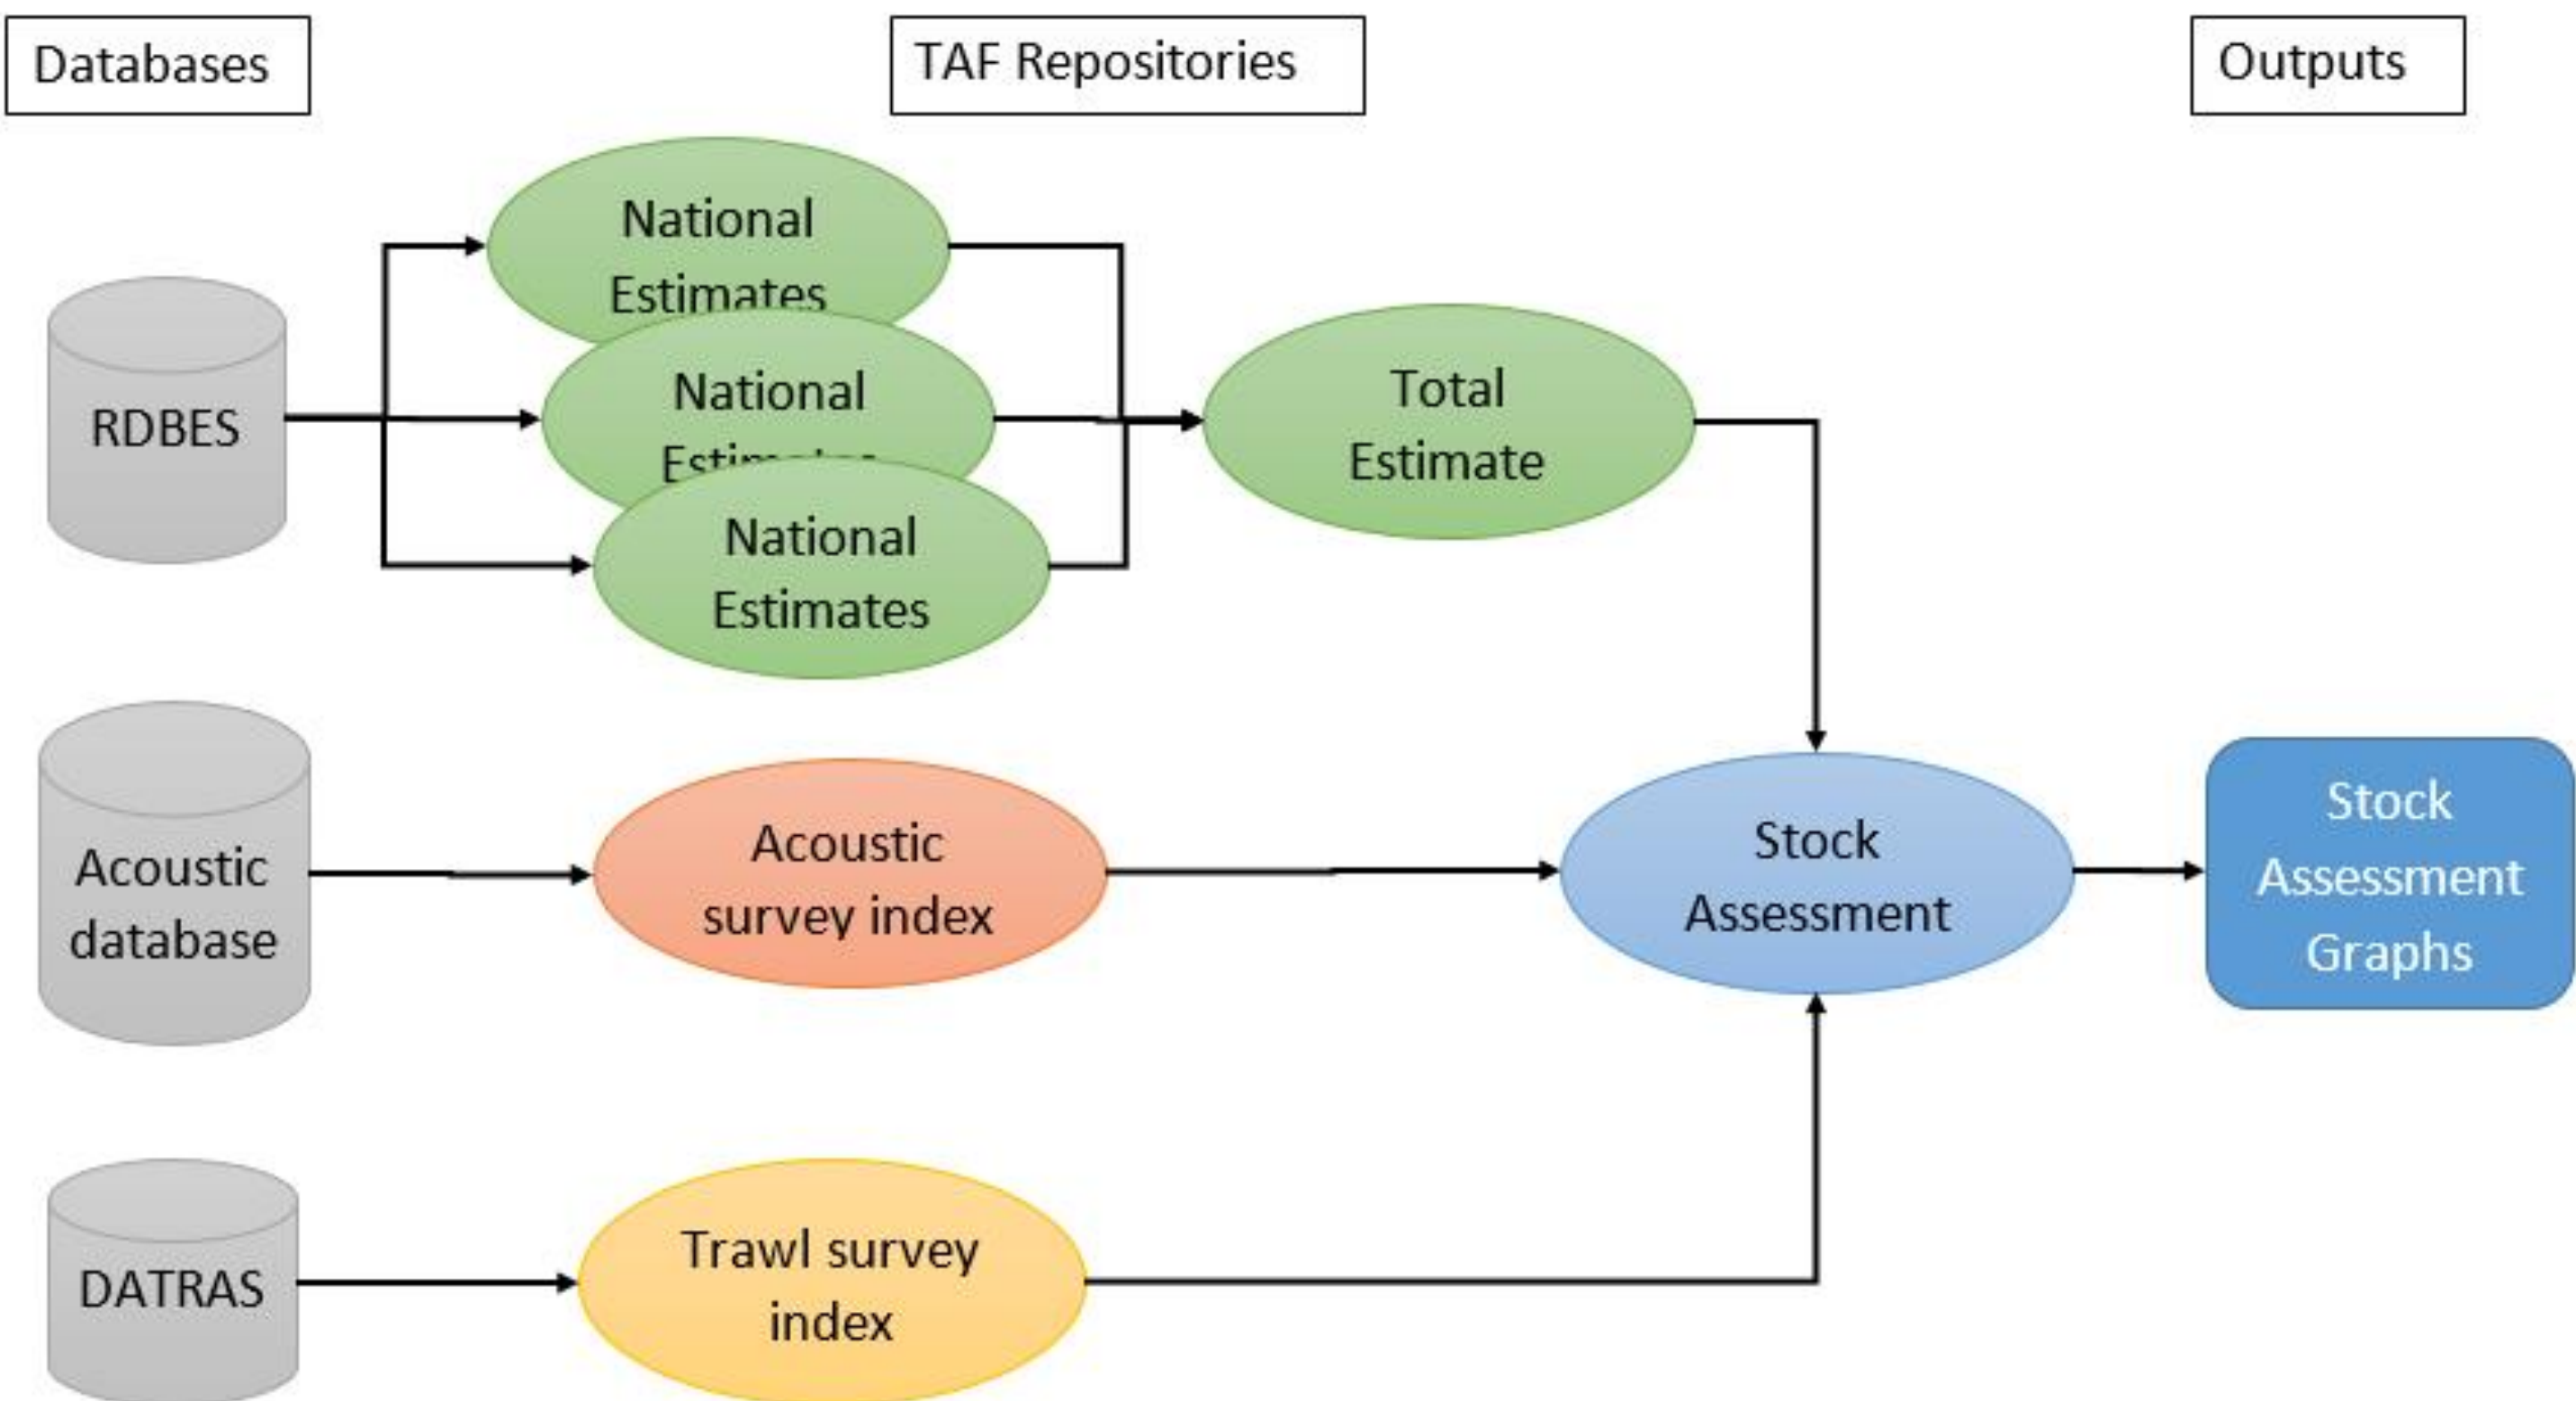 Databases
TAF Repositories
Outputs
National
Estimates
National
Estimates
National
Estimates
RDBES
Total
Estimate
Acoustic
database
Acoustic
survey index
Stock
Assessment
Stock
Assessment
Graphs
DATRAS
Trawl survey
index